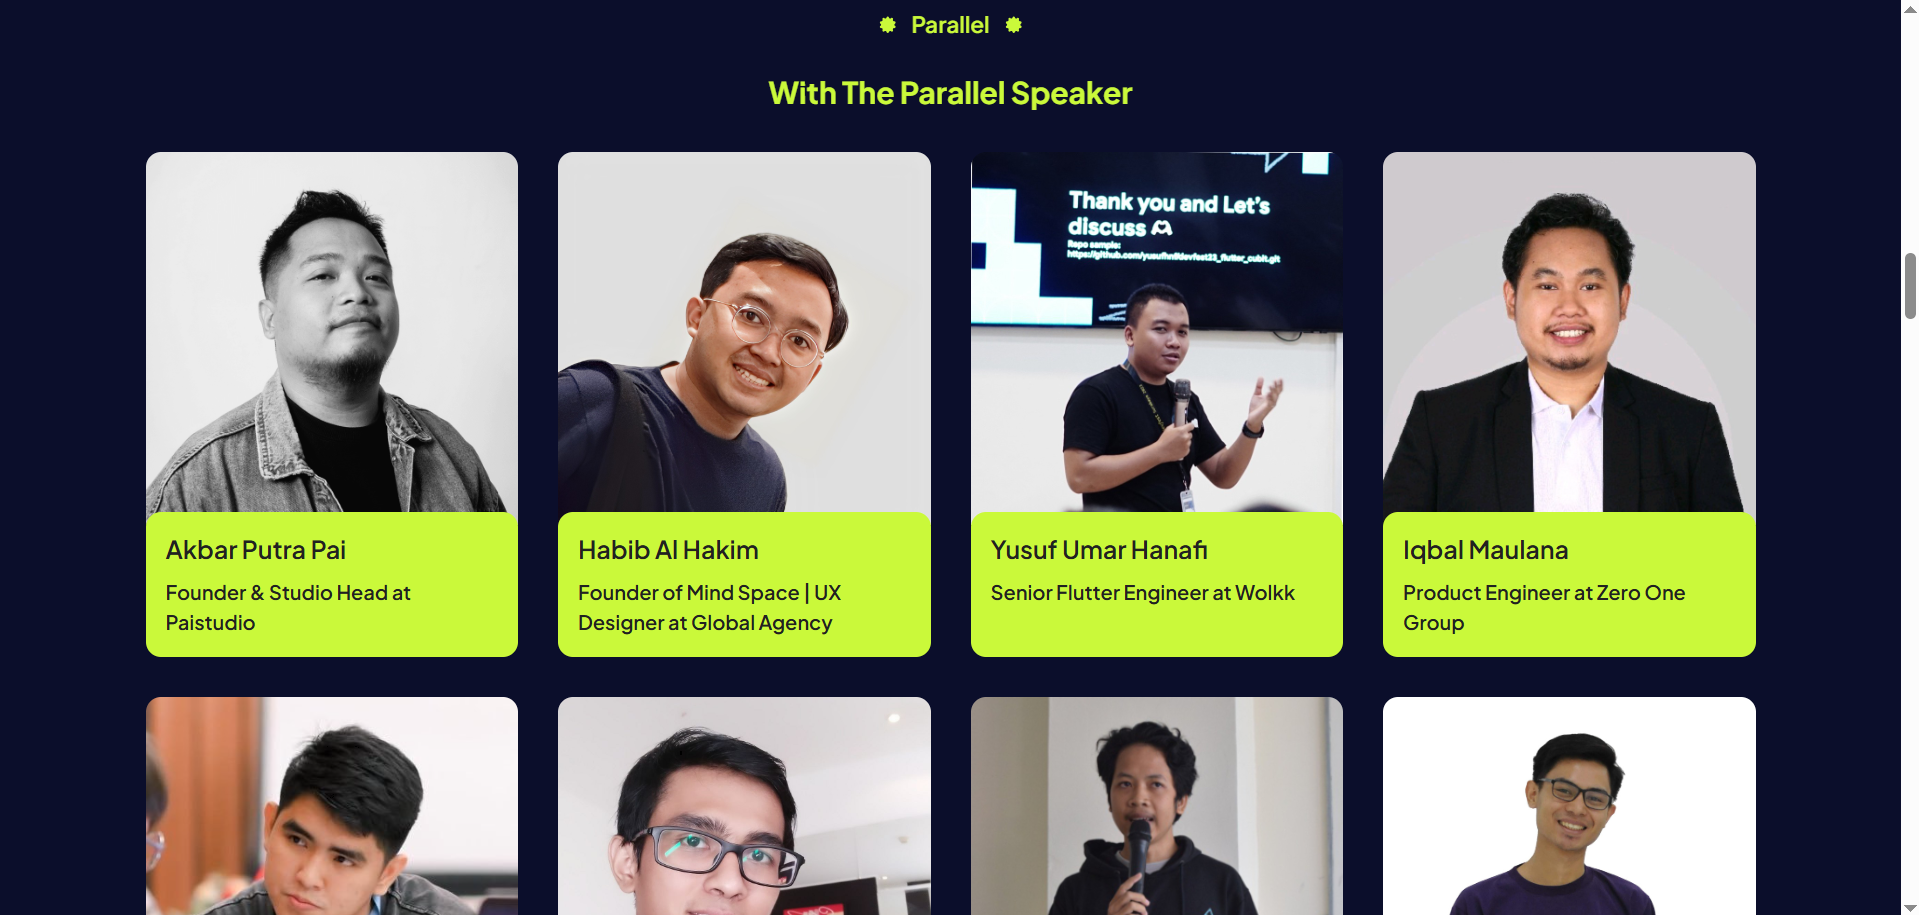 Parallel
With The Parallel Speaker
Thank you and Let's
discuss
Repo sample:
Akbar Putra Pai
Founder & Studio Head at
Paistudio
Habib Al Hakim
Founder of Mind Space | UX
Designer at Global Agency
Yusuf Umar Hanafi
Senior Flutter Engineer at Wolkk
Iqbal Maulana
Product Engineer at Zero One
Group